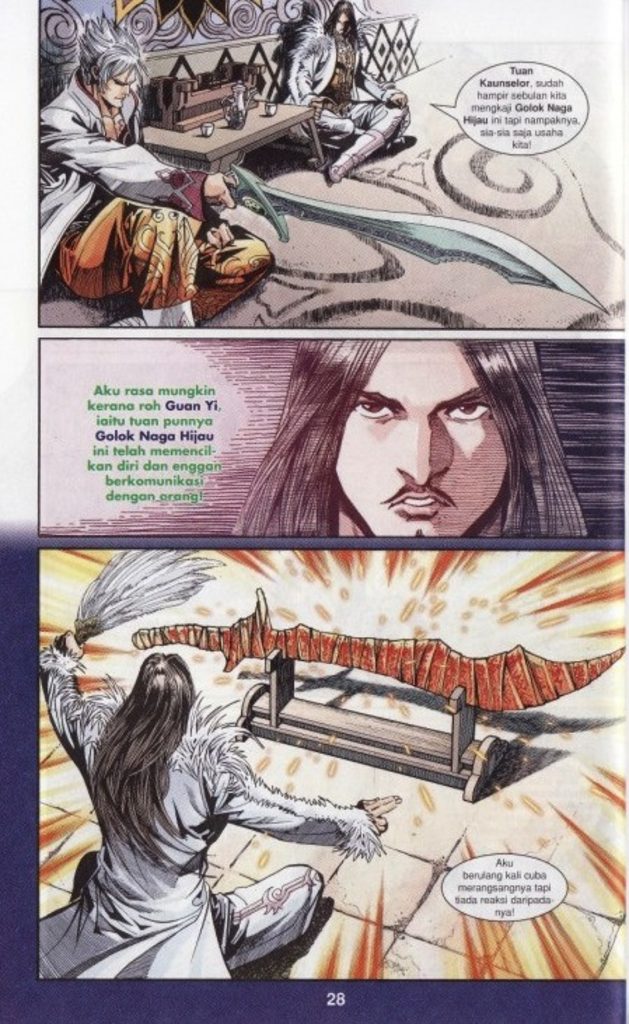 Tuan
Kaunselor, sudah
hampir sebulan kita
mengkaji Golok Naga
Hijau ini tapi nampaknya,
sia-sia saja usaha
kita!
Aku rasa mungkin
kerana roh Guan Yi,
iaitu tuan punnya
Golok Naga Hijau
ini telah memencil-
kan diri dan enggan
berkomunikasi
dengan orang!
Aku
berulang kali cuba
merangsangnya tapi
tiada reaksi daripada-
nya!
28